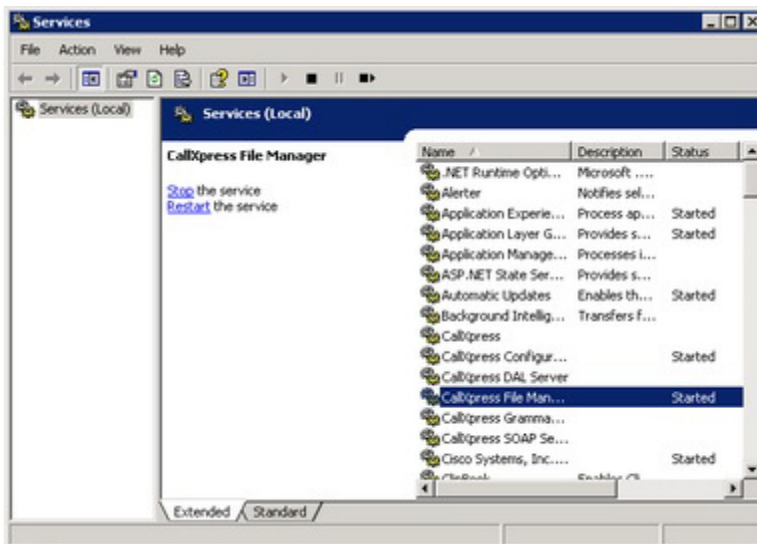 Services
File Action View Help
Services (Local)
Services (Local)
CallXpress File Manager
Stop the service
Restart the service
Name Description Status
.NET Runtime Opti... Microsoft ....
Alerter Notifies sel...
Application Experie... Process ap... Started
Application Layer G... Provides s... Started
Application Manage... Processes i...
ASP.NET State Ser... Provides s...
Automatic Updates Enables th... Started
Background Intellig... Transfers f...
CallXpress
CallXpress Configur... Started
CallXpress DAL Server
CallXpress File Man... Started
CallXpress Gramma...
CallXpress SOAP Se...
Cisco Systems, Inc.... Started
Extended Standard